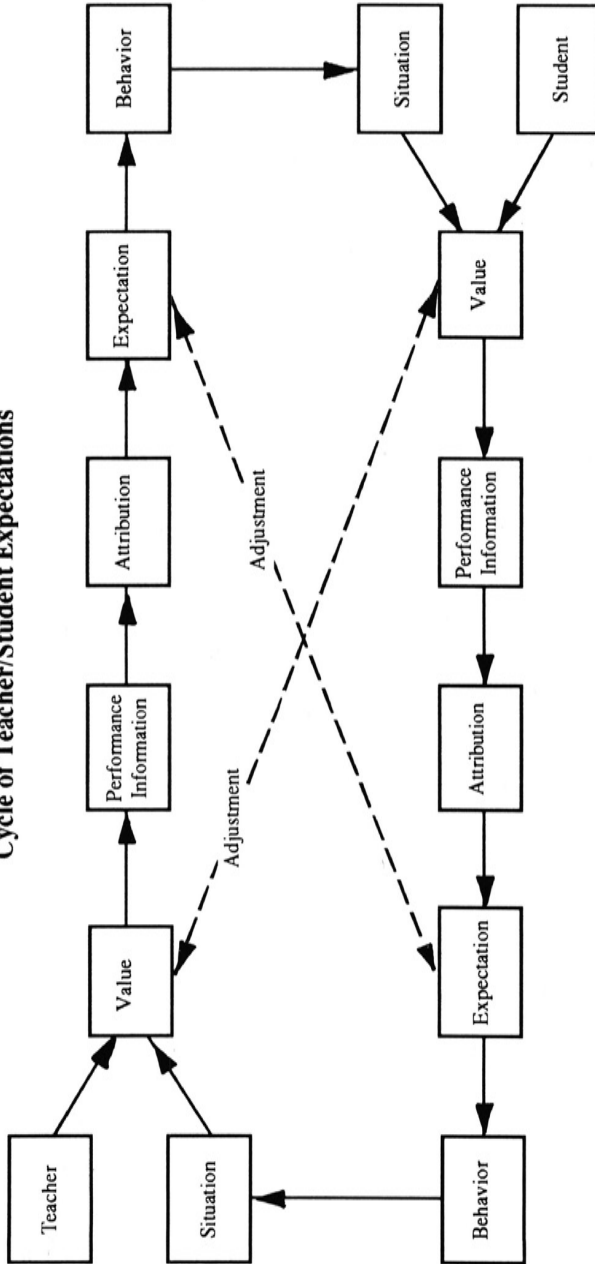 Cycle of Teacher/Student Expectations
Teacher
Situation
Value
Performance
Information
Attribution
Expectation
Behavior
Adjustment
Adjustment
Situation
Student
Value
Performance
Information
Attribution
Expectation
Behavior